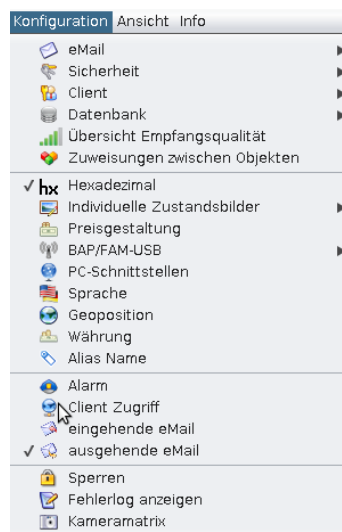 Konfiguration Ansicht Info
eMail
Sicherheit
Client
Datenbank
Übersicht Empfangsqualität
Zuweisungen zwischen Objekten
hx Hexadezimal
Individuelle Zustandsbilder
Preisgestaltung
BAP/FAM-USB
PC-Schnittstellen
Sprache
Geoposition
Währung
Alias Name
Alarm
Client Zugriff
eingehende eMail
ausgehende eMail
Sperren
Fehlerlog anzeigen
Kameramatrix